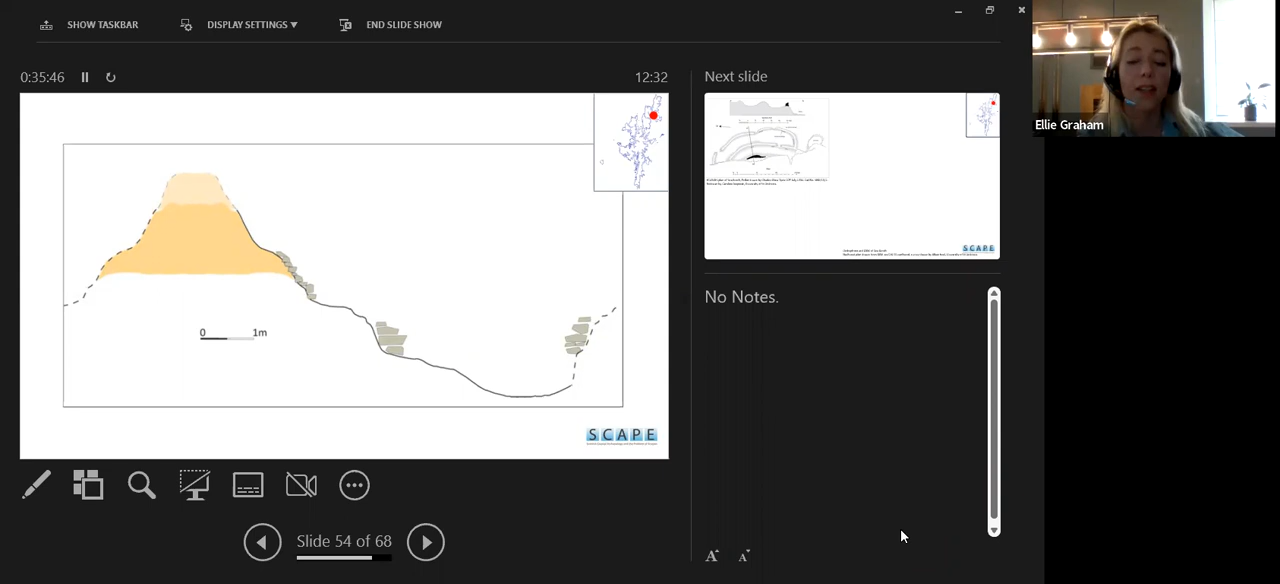 SHOW TASKBAR
DISPLAY SETTINGS ▼
END SLIDE SHOW
0:35:46
12:32
Next slide
Ellie Graham
0 1m
SCAPE
SCAPE
No Notes.
A A
Slide 54 of 68